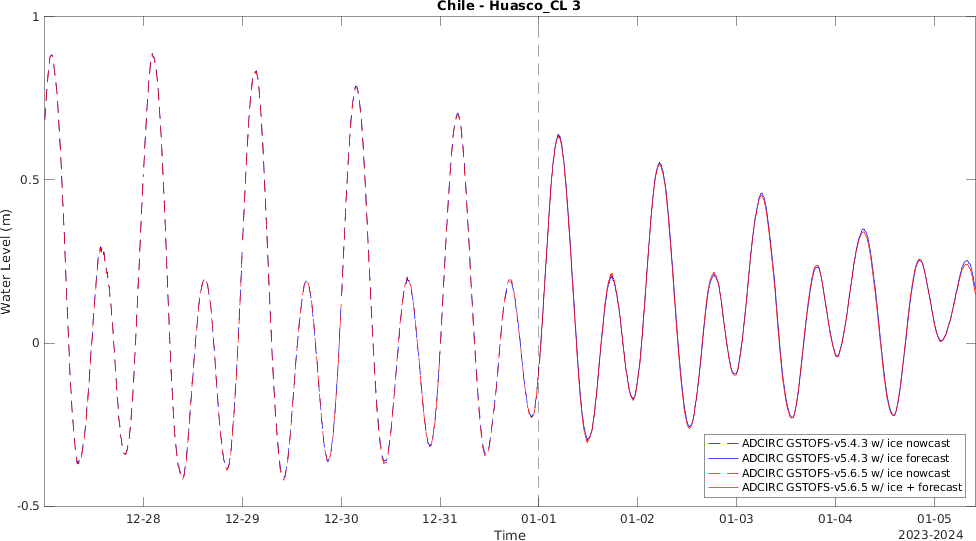 Chile - Huasco_CL 3
1
0.5
0
-0.5
Water Level (m)
12-28
12-29
12-30
12-31
01-01
01-02
01-03
01-04
01-05
Time
2023-2024
ADCIRC GSTOFS-v5.4.3 w/ ice nowcast
ADCIRC GSTOFS-v5.4.3 w/ ice forecast
ADCIRC GSTOFS-v5.6.5 w/ ice nowcast
ADCIRC GSTOFS-v5.6.5 w/ ice + forecast